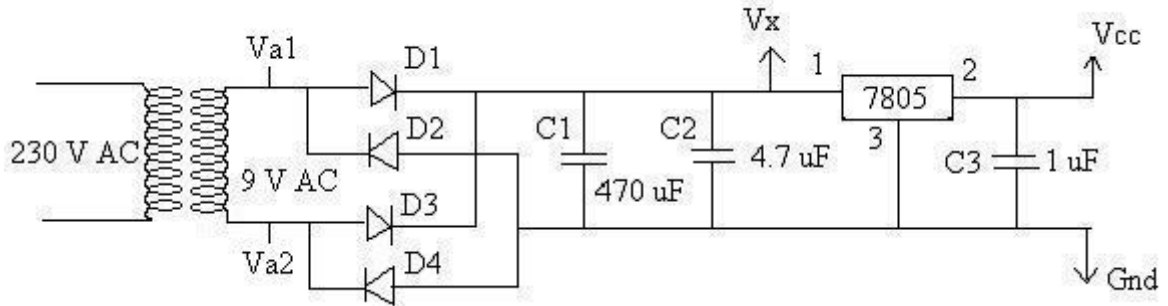 Vx
Vcc
Va1
D1
1
2
7805
3
D2
C1
C2
C3
230 V AC
9 V AC
470 uF
4.7 uF
1 uF
D3
Va2
D4
Gnd